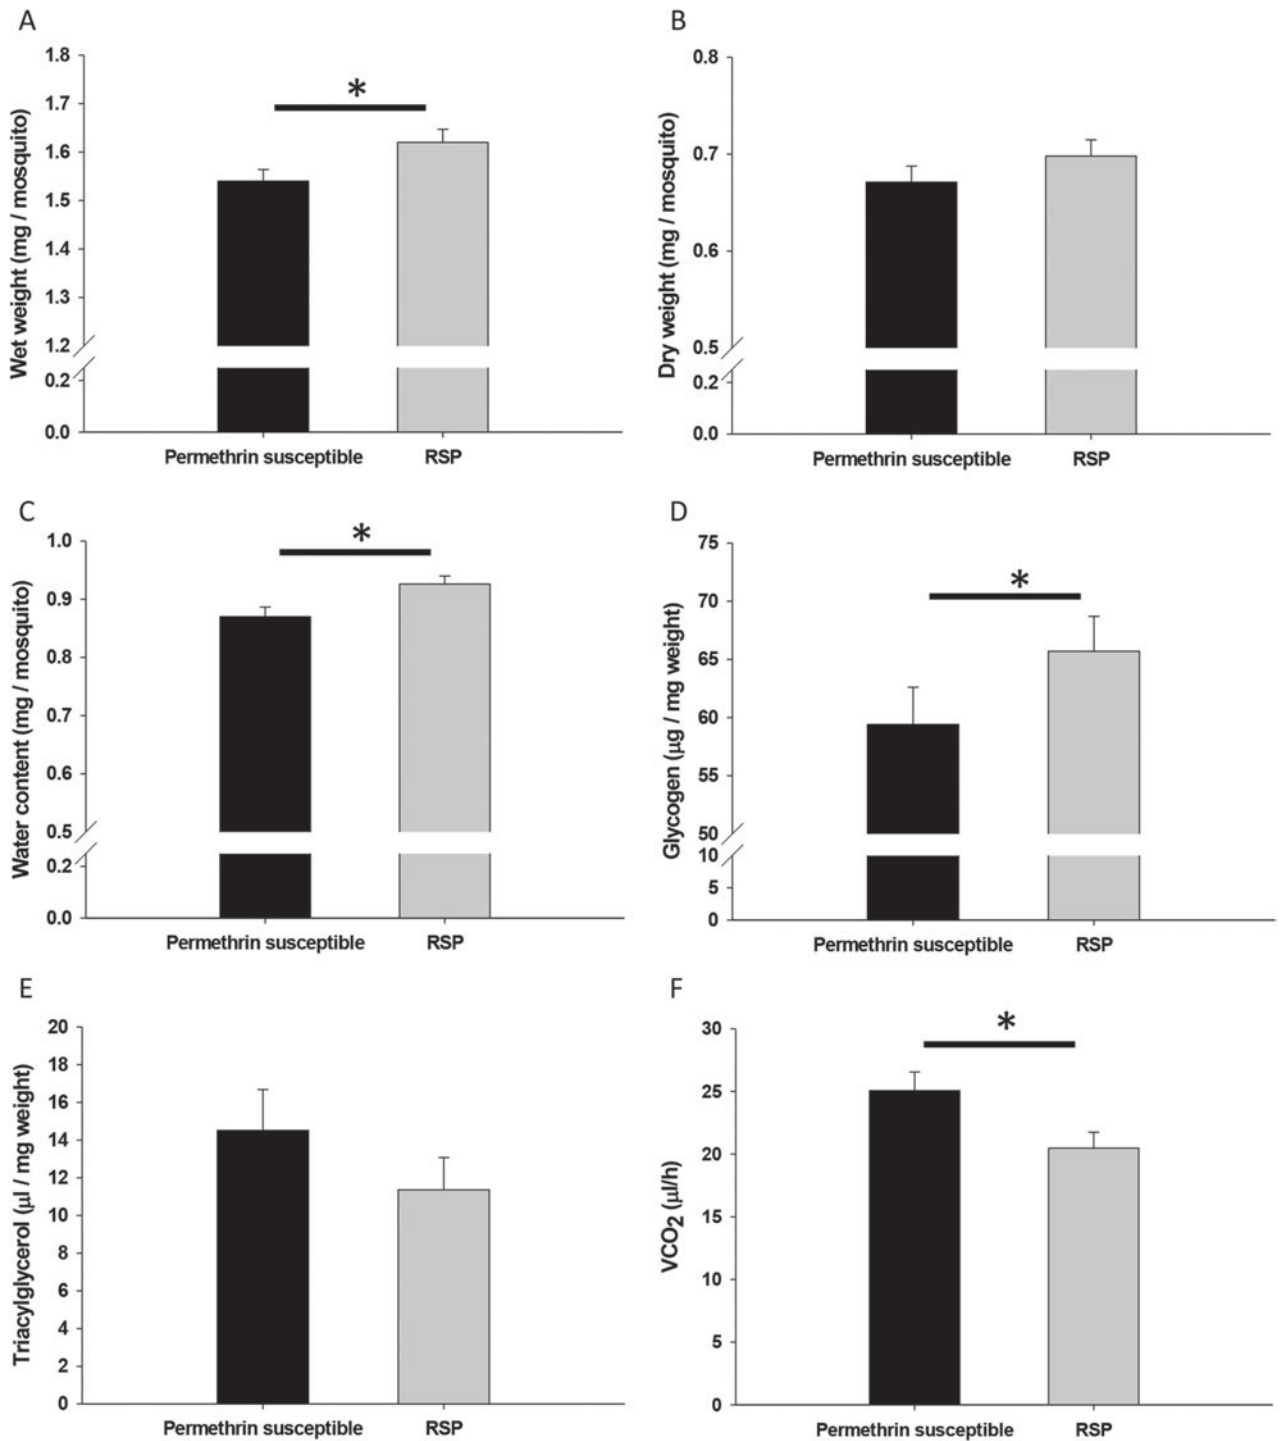 A
Wet weight (mg / mosquito)
1.8
1.7
1.6
1.5
1.4
1.3
1.2
0.2
0.0
*
Permethrin susceptible
RSP
B
Dry weight (mg / mosquito)
0.8
0.7
0.6
0.5
0.2
0.0
Permethrin susceptible
RSP
C
Water content (mg / mosquito)
1.0
0.9
0.8
0.7
0.6
0.5
0.2
0.0
*
Permethrin susceptible
RSP
D
Glycogen (μg / mg weight)
75
70
65
60
55
50
10
5
0
*
Permethrin susceptible
RSP
E
Triacylglycerol (μl / mg weight)
20
18
16
14
12
10
8
6
4
2
0
Permethrin susceptible
RSP
F
VCO2 (μl/h)
30
25
20
15
10
5
0
*
Permethrin susceptible
RSP